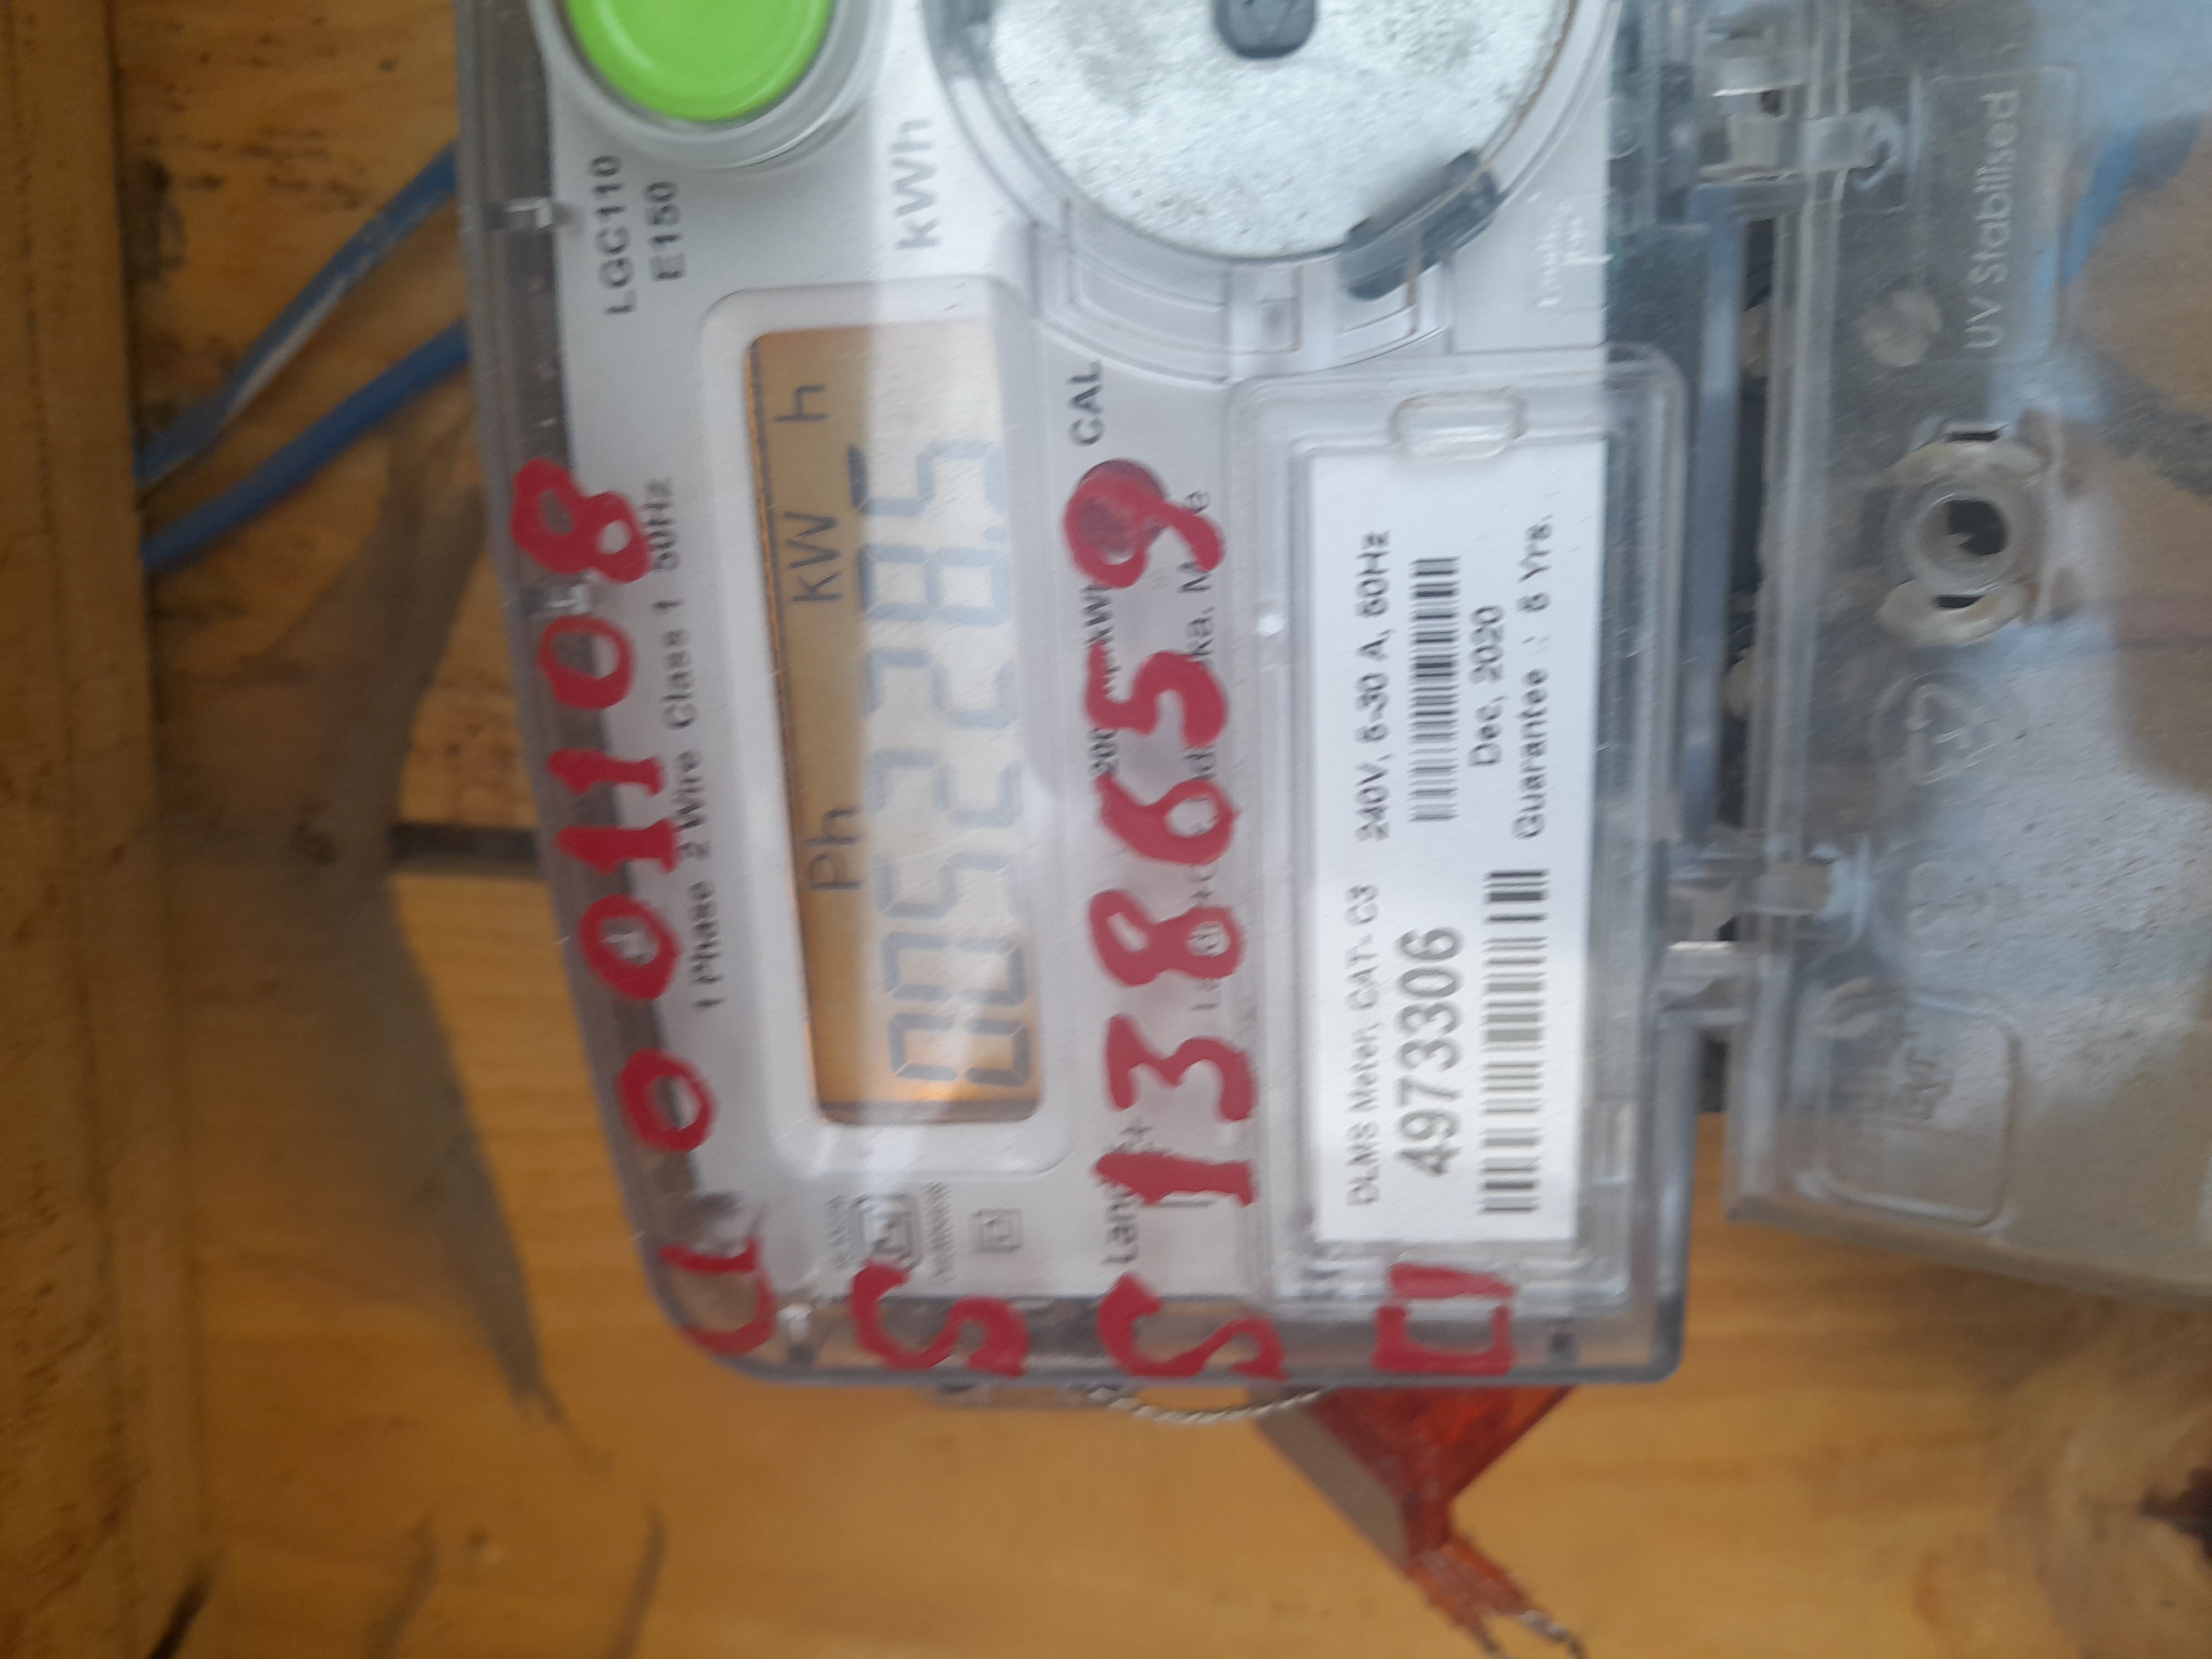 LGC110
E150
kWh
001108
1 Phase 2 Wire Class 1 50Hz
Ph kW h
005228.5
CAL
138659
DLMS Meter, CAT- C3 240V, 5-30 A, 50Hz
4973306
Dec, 2020
Guarantee : 5 Yrs.
UV Stabilised